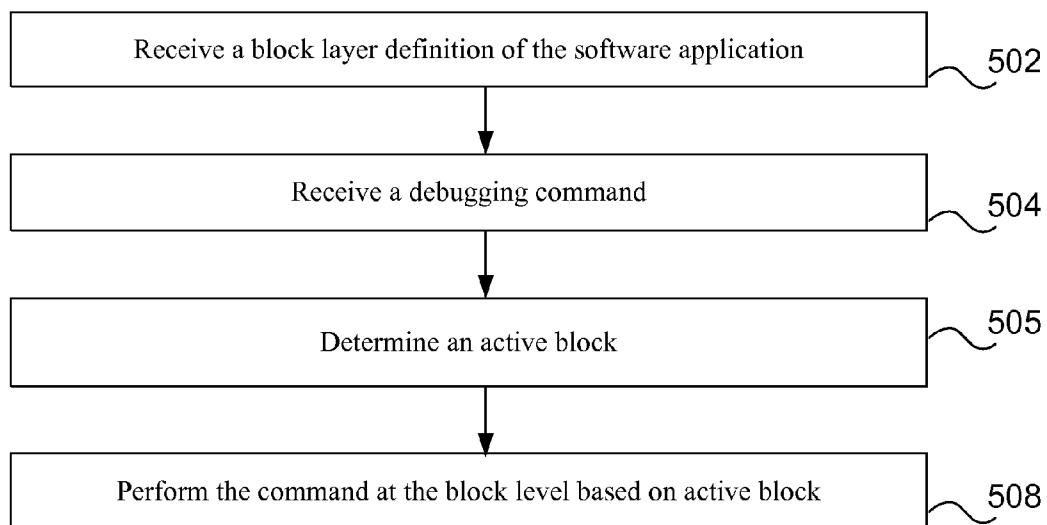 Receive a block layer definition of the software application
502
Receive a debugging command
504
Determine an active block
505
Perform the command at the block level based on active block
508